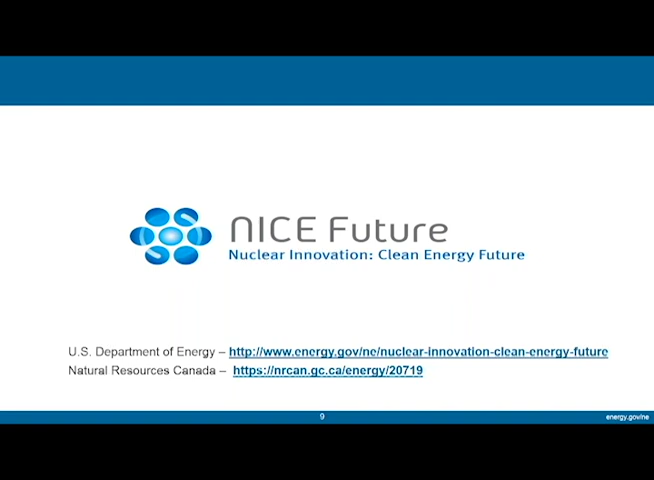 NICE Future
Nuclear Innovation: Clean Energy Future
U.S. Department of Energy – http://www.energy.gov/ne/nuclear-innovation-clean-energy-future
Natural Resources Canada – https://nrcan.gc.ca/energy/20719
9
energy.gov/ne